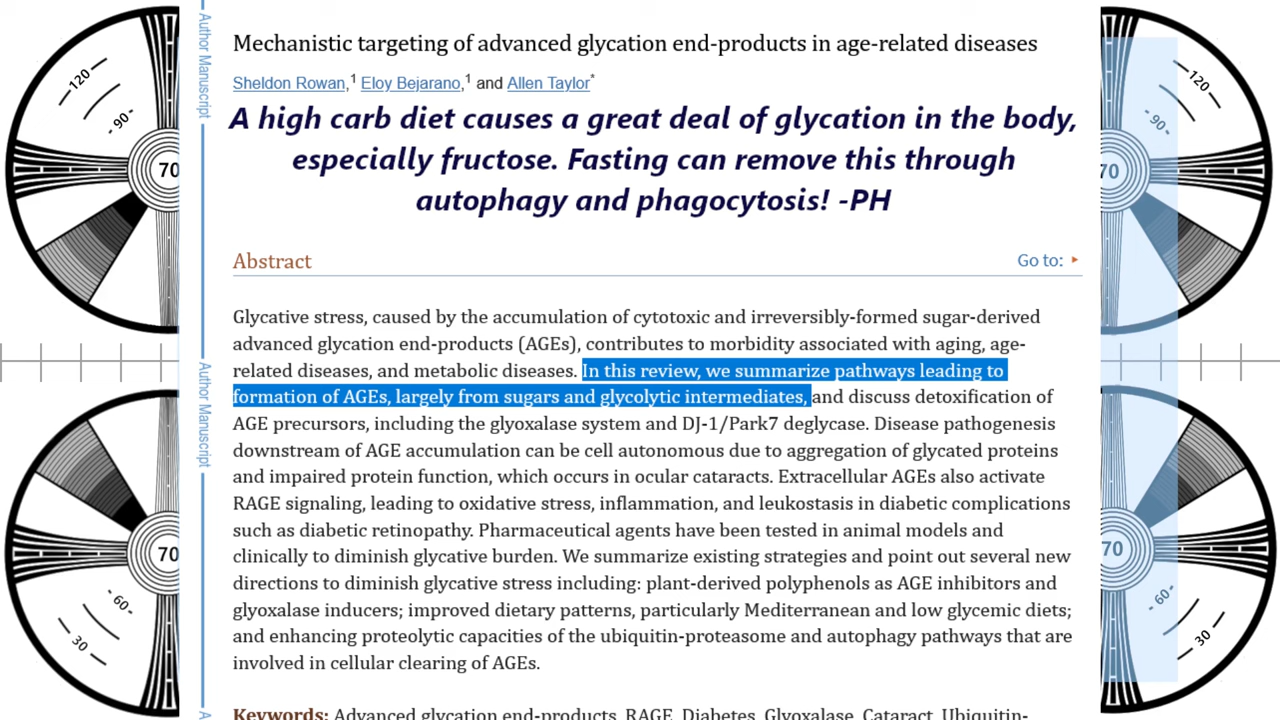 Mechanistic targeting of advanced glycation end-products in age-related diseases
Sheldon Rowan,1 Eloy Bejarano,1 and Allen Taylor*
A high carb diet causes a great deal of glycation in the body,
especially fructose. Fasting can remove this through
autophagy and phagocytosis! -PH
Abstract
Go to: ▸
Glycative stress, caused by the accumulation of cytotoxic and irreversibly-formed sugar-derived
advanced glycation end-products (AGEs), contributes to morbidity associated with aging, age-
related diseases, and metabolic diseases. In this review, we summarize pathways leading to
formation of AGEs, largely from sugars and glycolytic intermediates, and discuss detoxification of
AGE precursors, including the glyoxalase system and DJ-1/Park7 deglycase. Disease pathogenesis
downstream of AGE accumulation can be cell autonomous due to aggregation of glycated proteins
and impaired protein function, which occurs in ocular cataracts. Extracellular AGEs also activate
RAGE signaling, leading to oxidative stress, inflammation, and leukostasis in diabetic complications
such as diabetic retinopathy. Pharmaceutical agents have been tested in animal models and
clinically to diminish glycative burden. We summarize existing strategies and point out several new
directions to diminish glycative stress including: plant-derived polyphenols as AGE inhibitors and
glyoxalase inducers; improved dietary patterns, particularly Mediterranean and low glycemic diets;
and enhancing proteolytic capacities of the ubiquitin-proteasome and autophagy pathways that are
involved in cellular clearing of AGEs.
Keywords: Advanced glycation end-products, RAGE, Diabetes, Glyoxalase, Cataract, Ubiquitin-
Author Manuscript
Author Manuscript
A
120
- 90 -
70
70
- 60 -
30
120
- 90 -
70
70
- 60 -
30